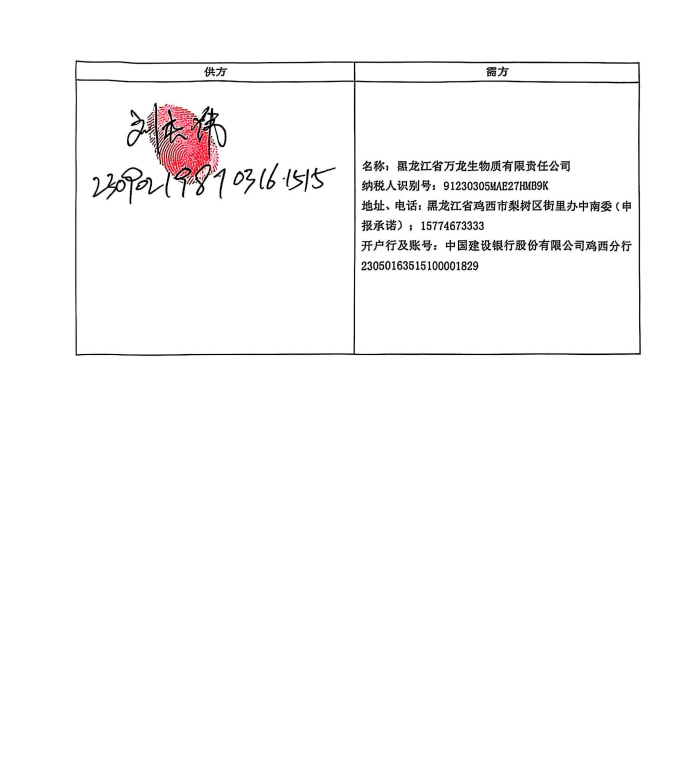 供方
需方
刘杰伟
230902198703161515
名称：黑龙江省万龙生物质有限责任公司
纳税人识别号：91230305MAE27HMB9K
地址、电话：黑龙江省鸡西市梨树区街里办中南委（申
报承诺）；15774673333
开户行及账号：中国建设银行股份有限公司鸡西分行
23050163515100001829